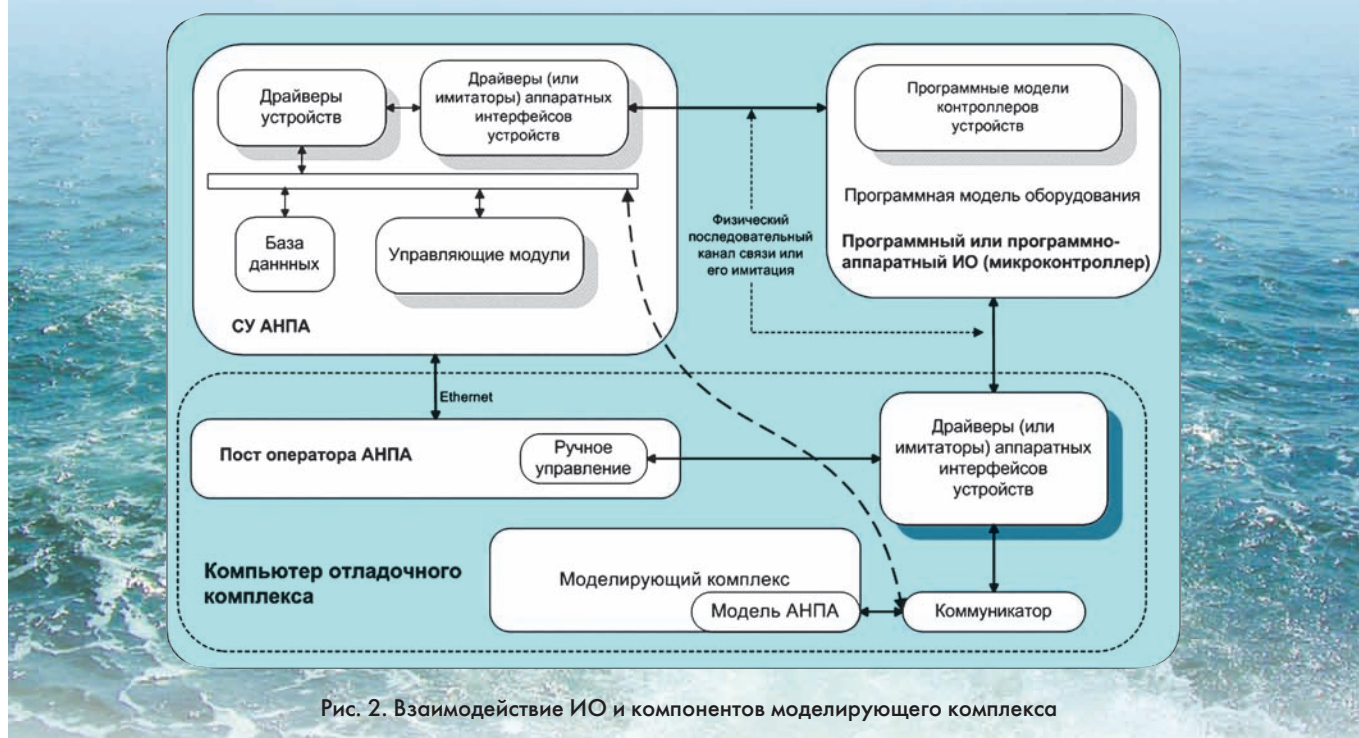 Драйверы
устройств
Драйверы (или
имитаторы) аппаратных
интерфейсов
устройств
База
даннных
Управляющие модули
СУ АНПА
Физический
последовательный
канал связи или
его имитация
Программные модели
контроллеров
устройств
Программная модель оборудования
Программный или программно-
аппаратный ИО (микроконтроллер)
Ethernet
Пост оператора АНПА
Ручное
управление
Драйверы (или
имитаторы) аппаратных
интерфейсов
устройств
Компьютер отладочного
комплекса
Моделирующий комплекс
Модель АНПА
Коммуникатор
Рис. 2. Взаимодействие ИО и компонентов моделирующего комплекса